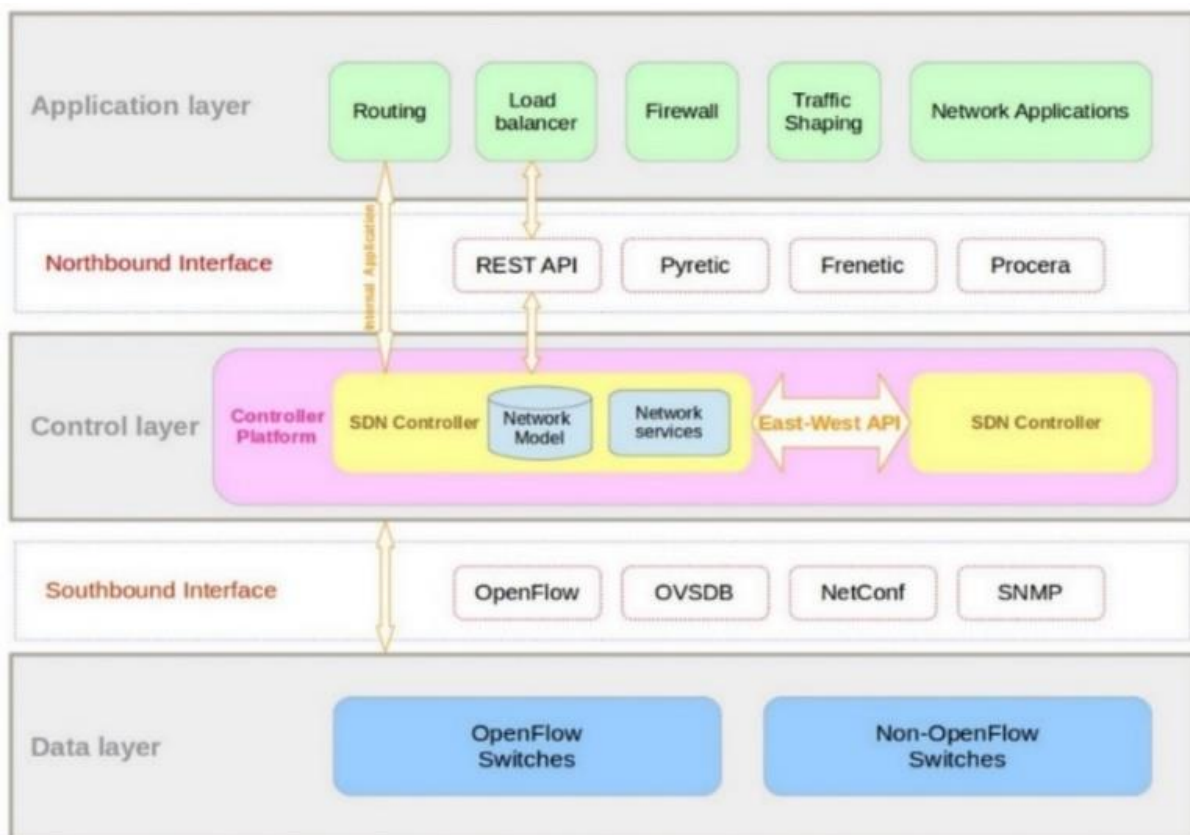 Application layer
Routing
Load
balancer
Firewall
Traffic
Shaping
Network Applications
Internal Application
Northbound Interface
REST API
Pyretic
Frenetic
Procera
Control layer
Controller
Platform
SDN Controller
Network
Model
Network
services
East-West API
SDN Controller
Southbound Interface
OpenFlow
OVSDB
NetConf
SNMP
Data layer
OpenFlow
Switches
Non-OpenFlow
Switches